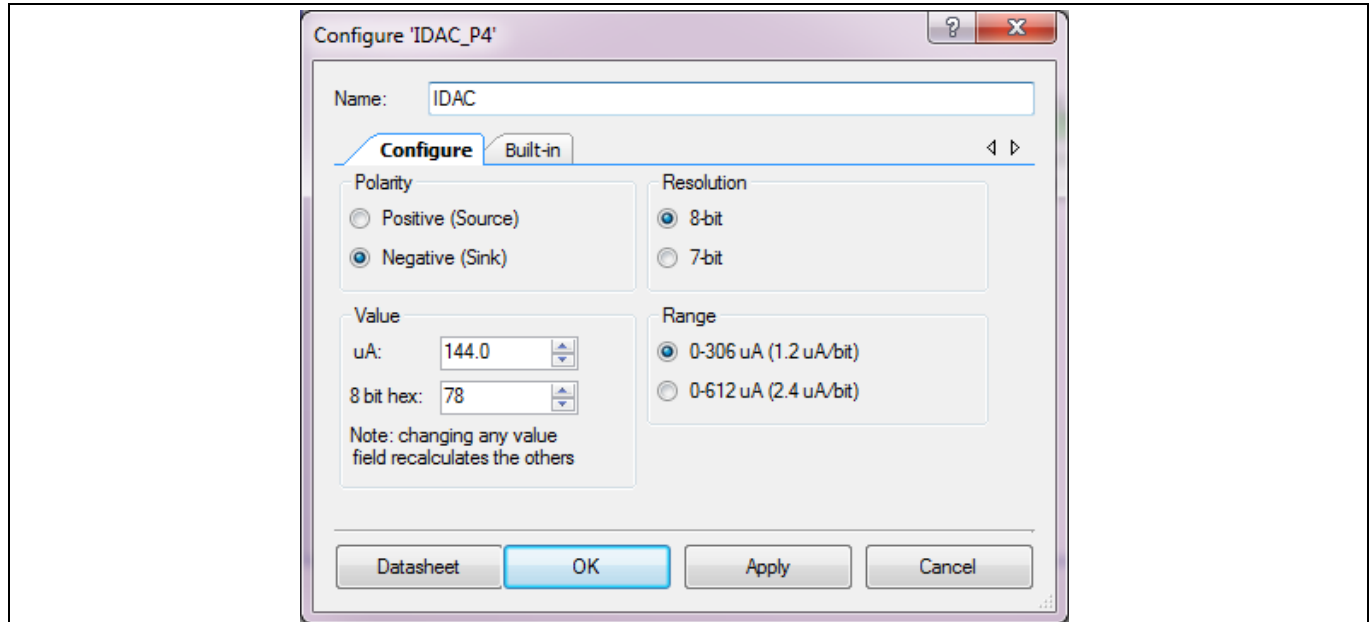 Configure 'IDAC_P4'
Name: IDAC
Configure Built-in
Polarity
Positive (Source)
Negative (Sink)
Resolution
8-bit
7-bit
Value
uA: 144.0
8 bit hex: 78
Note: changing any value
field recalculates the others
Range
0-306 uA (1.2 uA/bit)
0-612 uA (2.4 uA/bit)
Datasheet OK Apply Cancel